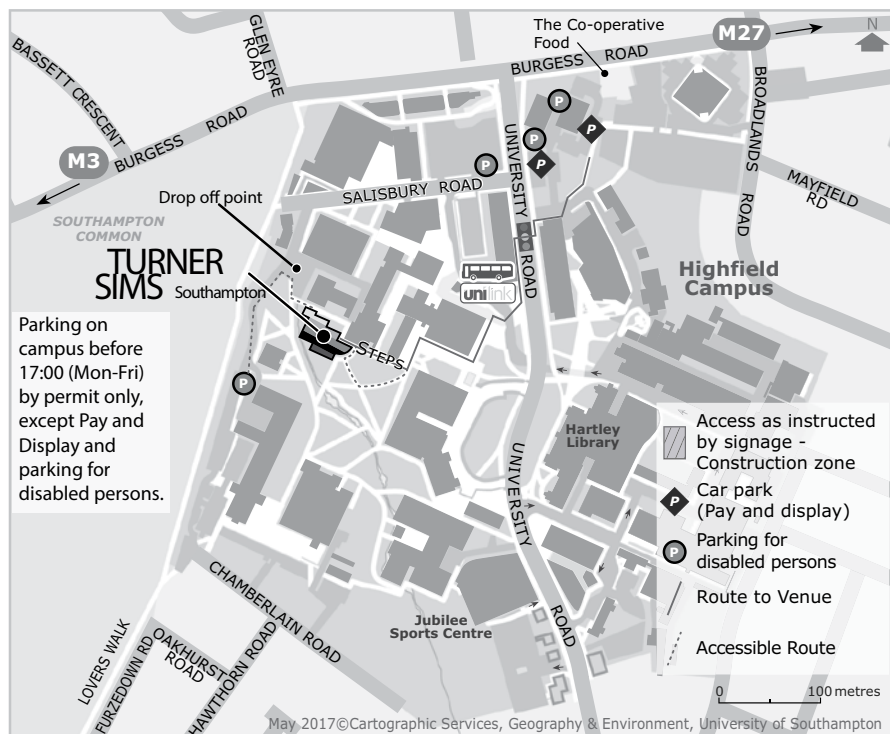 The Co-operative
Food
M27
N
BASSETT CRESCENT
GLEN EYRE
ROAD
BURGESS ROAD
BROADLANDS ROAD
M3
BURGESS ROAD
P
P
P
P
P
UNIVERSITY ROAD
SALISBURY ROAD
MAYFIELD
RD
Drop off point
SOUTHAMPTON
COMMON
TURNER
SIMS Southampton
unilink
Highfield
Campus
STEPS
Parking on
campus before
17:00 (Mon-Fri)
by permit only,
except Pay and
Display and
parking for
disabled persons.
P
Hartley
Library
UNIVERSITY ROAD
Access as instructed
by signage -
Construction zone
P
Car park
(Pay and display)
P
Parking for
disabled persons
Route to Venue
Accessible Route
CHAMBERLAIN ROAD
Jubilee
Sports Centre
LOVERS WALK
FURZEDOWN RD
OAKHURST
ROAD
HAWTHORN ROAD
0 100 metres
May 2017©Cartographic Services, Geography & Environment, University of Southampton